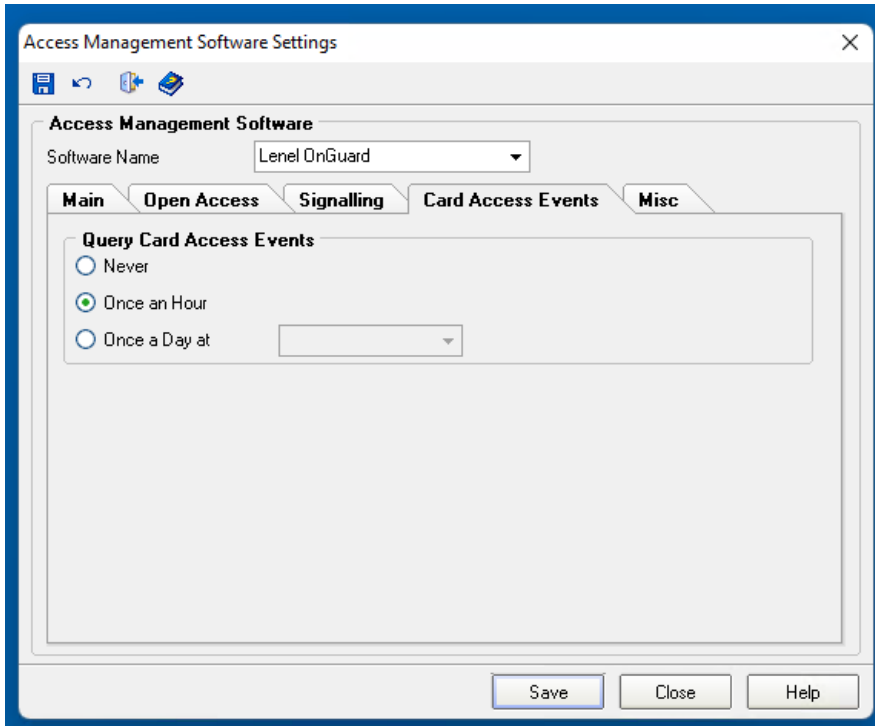 Access Management Software Settings
Access Management Software
Software Name Lenel OnGuard
Main Open Access Signalling Card Access Events Misc
Query Card Access Events
Never
Once an Hour
Once a Day at
Save Close Help